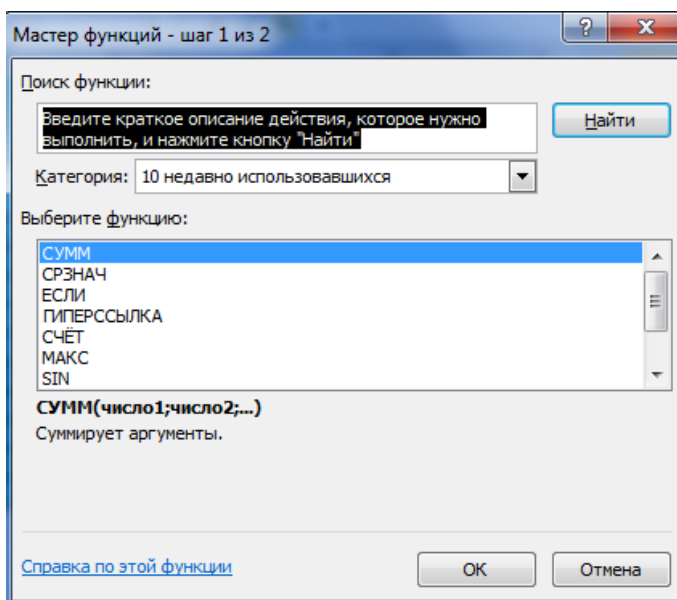 Мастер функций - шаг 1 из 2
?
Поиск функции:
Введите краткое описание действия, которое нужно
выполнить, и нажмите кнопку "Найти"
Найти
Категория: 10 недавно использовавшихся
Выберите функцию:
СУММ
СРЗНАЧ
ЕСЛИ
ГИПЕРССЫЛКА
СЧЁТ
МАКС
SIN
СУММ(число1;число2;...)
Суммирует аргументы.
Справка по этой функции
ОК
Отмена